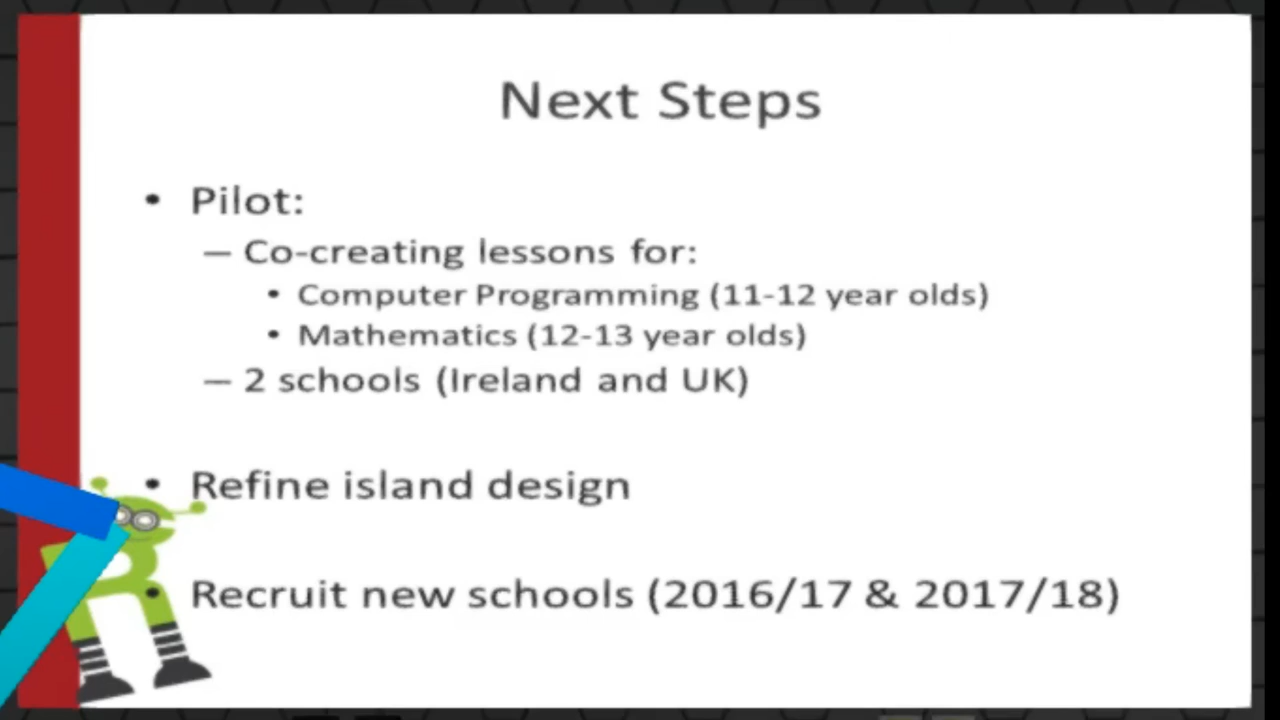 Next Steps
• Pilot:
– Co-creating lessons for:
• Computer Programming (11-12 year olds)
• Mathematics (12-13 year olds)
– 2 schools (Ireland and UK)
• Refine island design
• Recruit new schools (2016/17 & 2017/18)